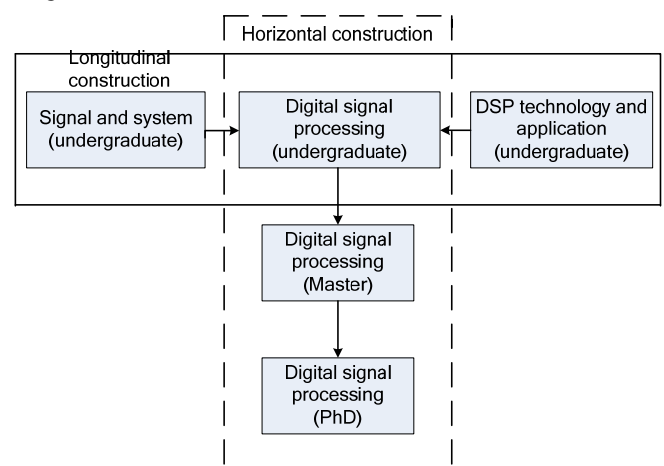 Horizontal construction
Longitudinal
construction
Signal and system
(undergraduate)
Digital signal
processing
(undergraduate)
DSP technology and
application
(undergraduate)
Digital signal
processing
(Master)
Digital signal
processing
(PhD)